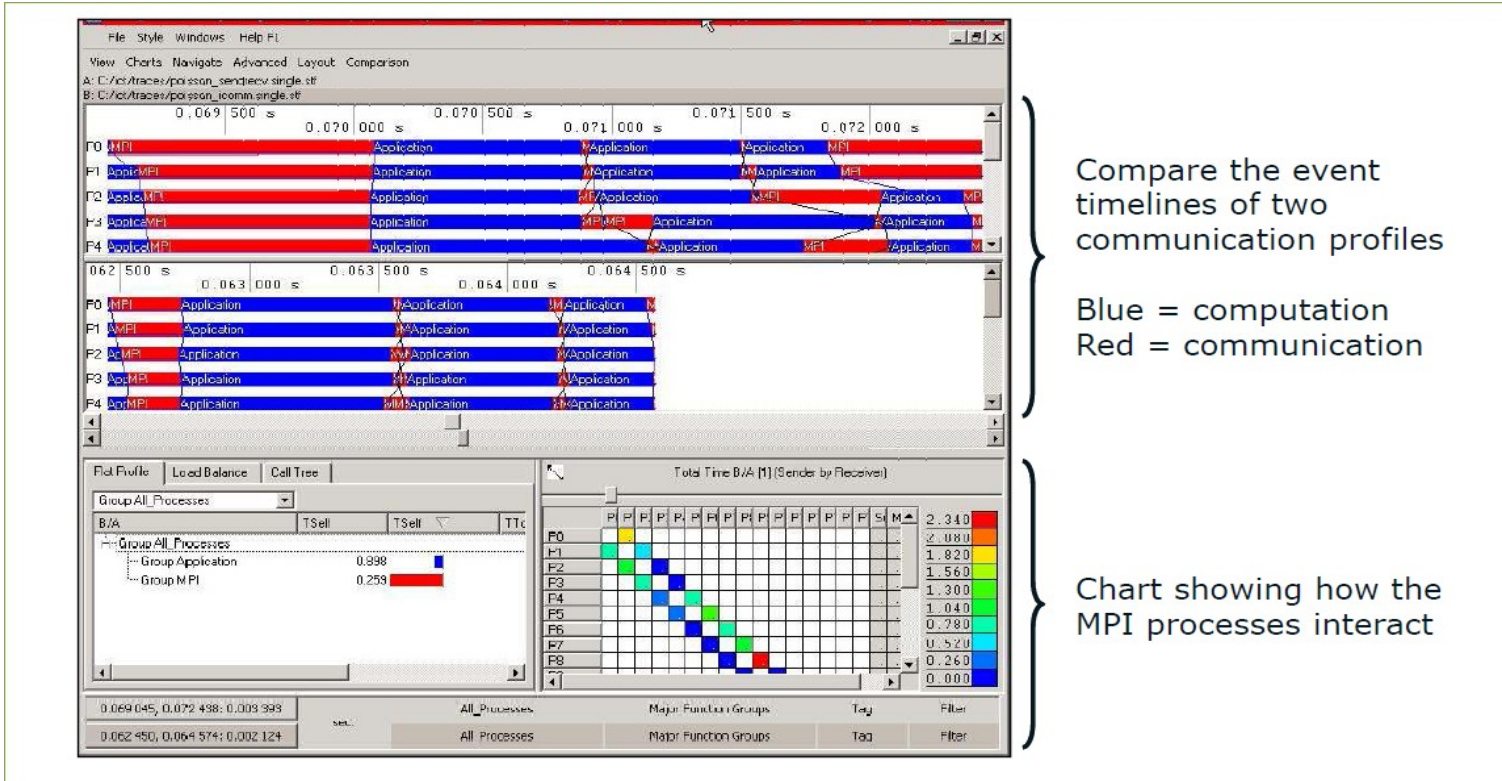 File Style Windows Help F1
View Charts Navigate Advanced Layout Comparison
A: C:/ict/traces/poisson_sendrecv.single.stf
B: C:/ict/traces/poisson_icomm.single.stf
0.069 500 s 0.070 500 s 0.071 500 s
0.070 000 s 0.071 000 s 0.072 000 s
P0 MPI Application Application Application MPI
P1 MPI Application Application Application MPI
P2 MPI Application Application MPI Application MP
P3 MPI Application MPI MPI Application Application M
P4 MPI Application Application MPI Application M
062 500 s 0.063 500 s 0.064 500 s
0.063 000 s 0.064 000 s
P0 MPI Application Application Application
P1 MPI Application Application Application
P2 MPI Application Application Application
P3 MPI Application Application Application
P4 MPI Application Application Application
Compare the event
timelines of two
communication profiles
Blue = computation
Red = communication
Flat Profile Load Balance Call Tree
Group All_Processes
B/A TSelf TSelf
Group All_Processes
Group Application 0.898
Group MPI 0.259
Total Time B/A [1] (Sender by Receiver)
P0
P1
P2
P3
P4
P5
P6
P7
P8
2.340
2.080
1.820
1.560
1.300
1.040
0.780
0.520
0.260
0.000
Chart showing how the
MPI processes interact
0.069 045, 0.072 438: 0.003 393 sec. All_Processes Major Function Groups Tag Filter
0.062 450, 0.064 574: 0.002 124 All_Processes Major Function Groups Tag Filter